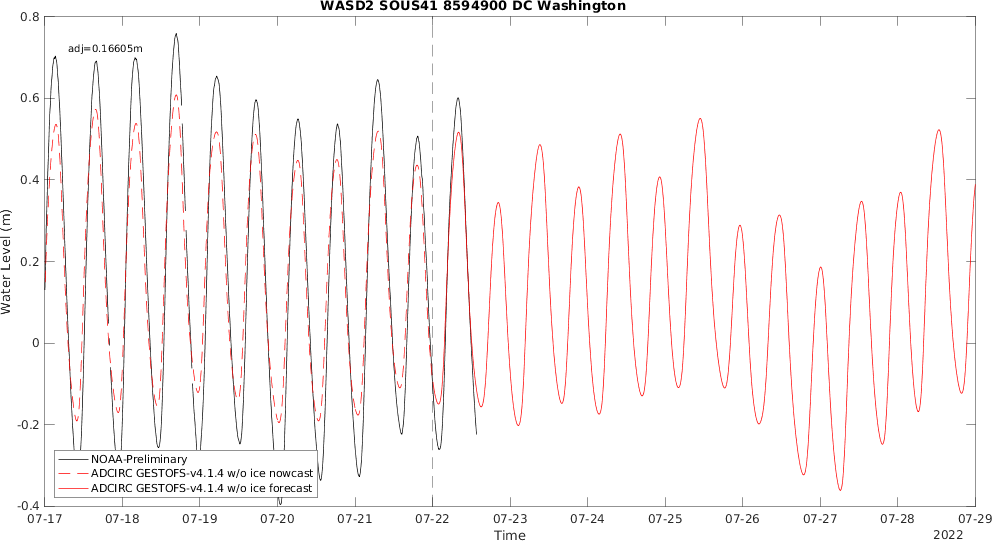 WASD2 SOUS41 8594900 DC Washington
adj=0.16605m
0.8
0.6
0.4
0.2
0
-0.2
-0.4
Water Level (m)
NOAA-Preliminary
ADCIRC GESTOFS-v4.1.4 w/o ice nowcast
ADCIRC GESTOFS-v4.1.4 w/o ice forecast
07-17 07-18 07-19 07-20 07-21 07-22 07-23 07-24 07-25 07-26 07-27 07-28 07-29
Time
2022